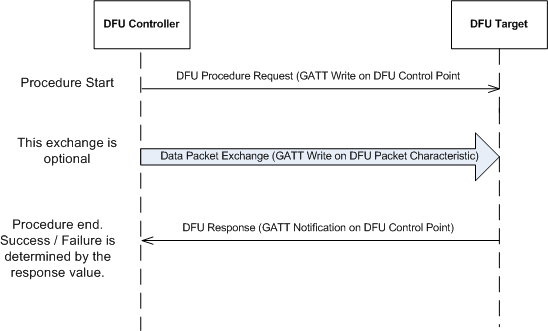 DFU Controller
DFU Target
DFU Procedure Request (GATT Write on DFU Control Point
Procedure Start
This exchange is
optional
Data Packet Exchange (GATT Write on DFU Packet Characteristic)
Procedure end.
Success / Failure is
determined by the
response value.
DFU Response (GATT Notification on DFU Control Point)